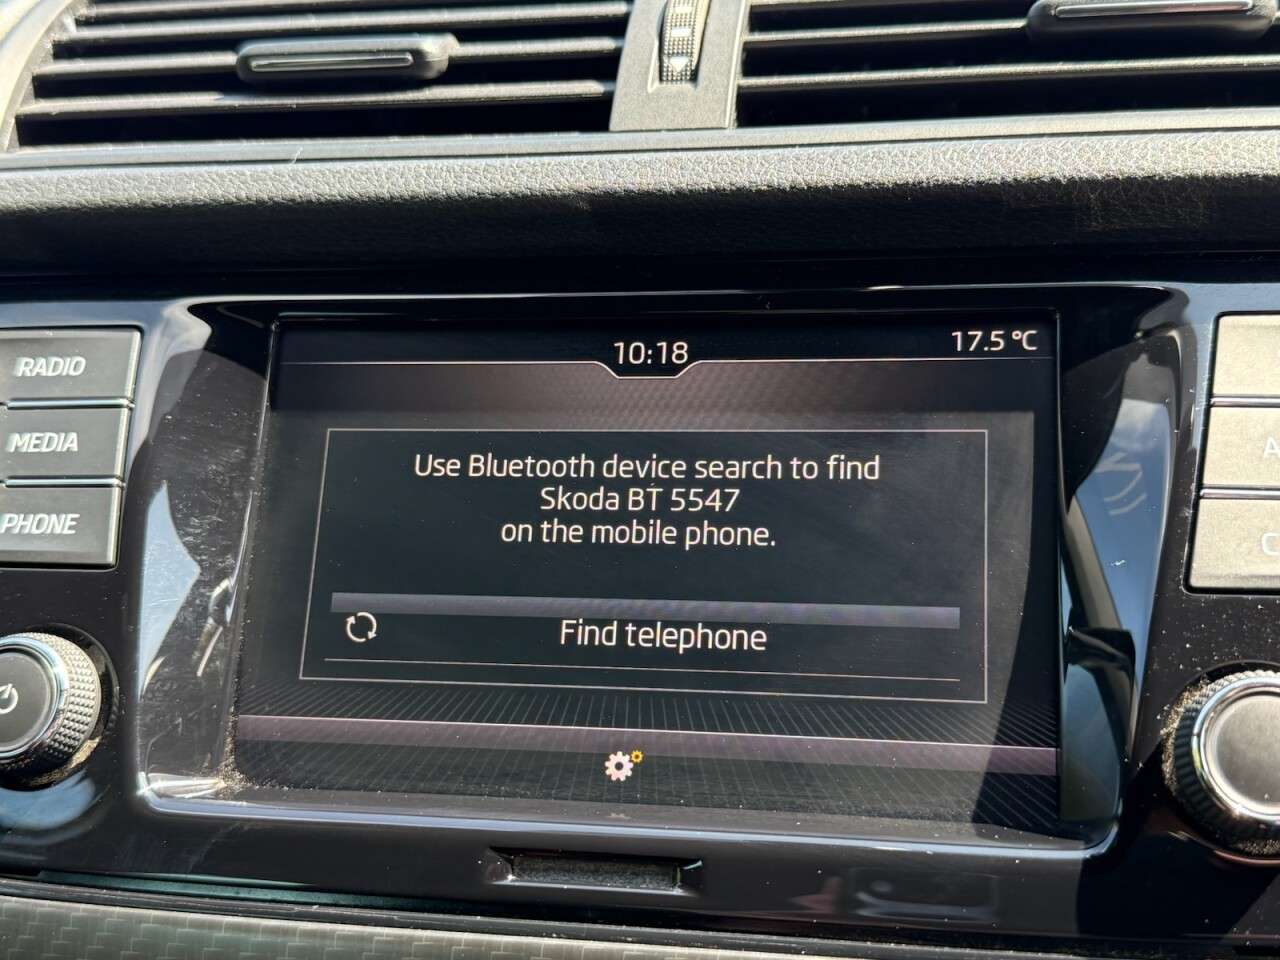 10:18
17.5 °C
RADIO
MEDIA
PHONE
Use Bluetooth device search to find
Skoda BT 5547
on the mobile phone.
Find telephone